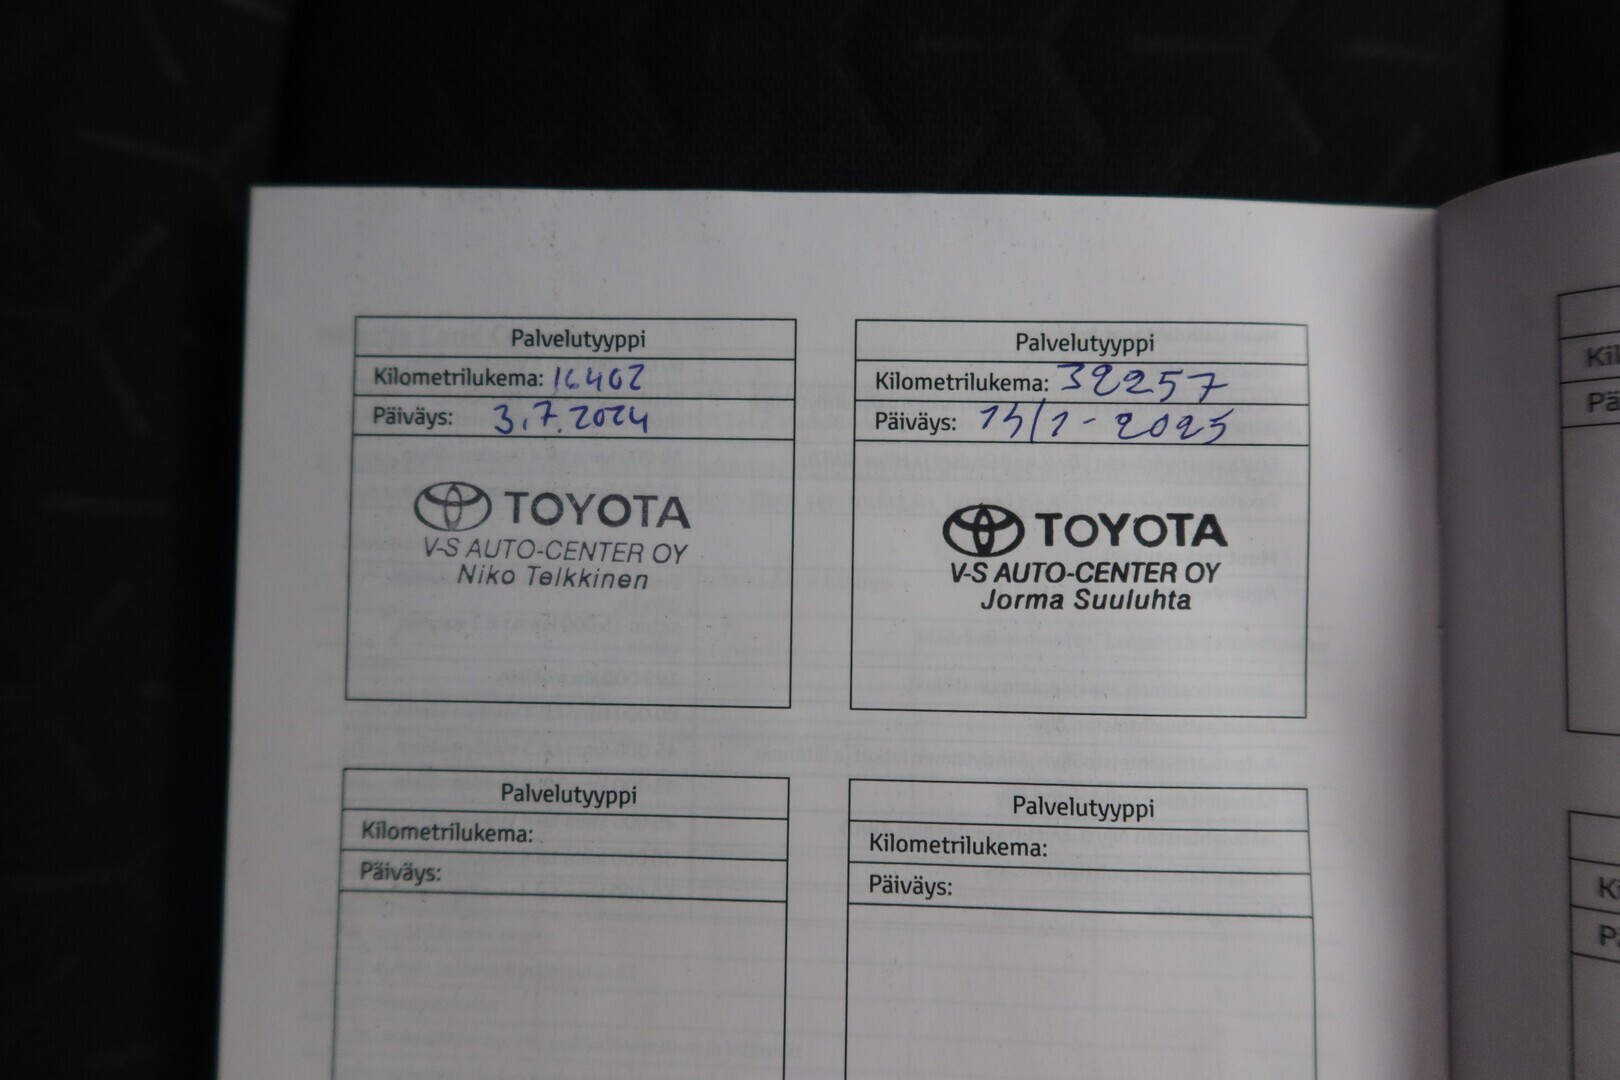 Palvelutyyppi
Kilometrilukema: 16402
Päiväys: 3.7.2024
TOYOTA
V-S AUTO-CENTER OY
Niko Telkkinen
Palvelutyyppi
Kilometrilukema: 32257
Päiväys: 13/1-2025
TOYOTA
V-S AUTO-CENTER OY
Jorma Suuluhta
Palvelutyyppi
Kilometrilukema:
Päiväys:
Palvelutyyppi
Kilometrilukema:
Päiväys: